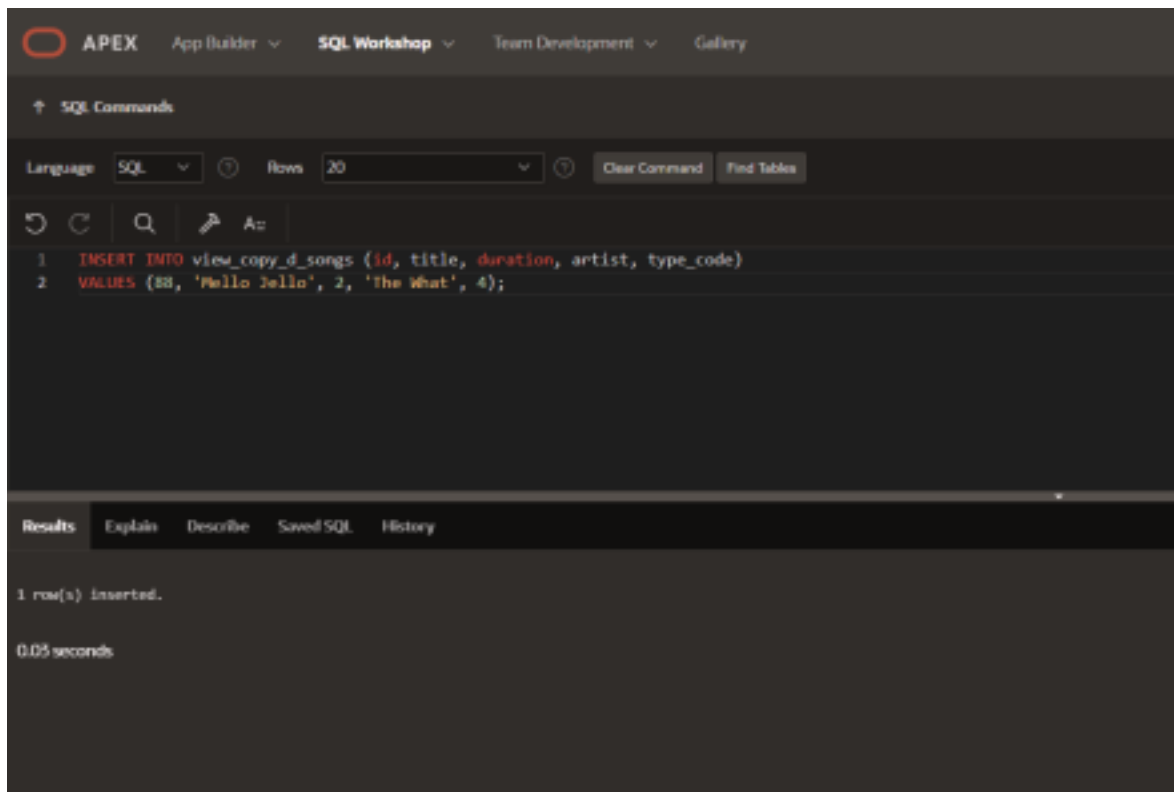 APEX App Builder SQL Workshop Team Development Gallery
↑ SQL Commands
Language SQL Rows 20 Clear Command Find Tables
1 INSERT INTO view_copy_d_songs (id, title, duration, artist, type_code)
2 VALUES (88, 'Mello Jello', 2, 'The What', 4);
Results Explain Describe Saved SQL History
1 row(s) inserted.
0.03 seconds